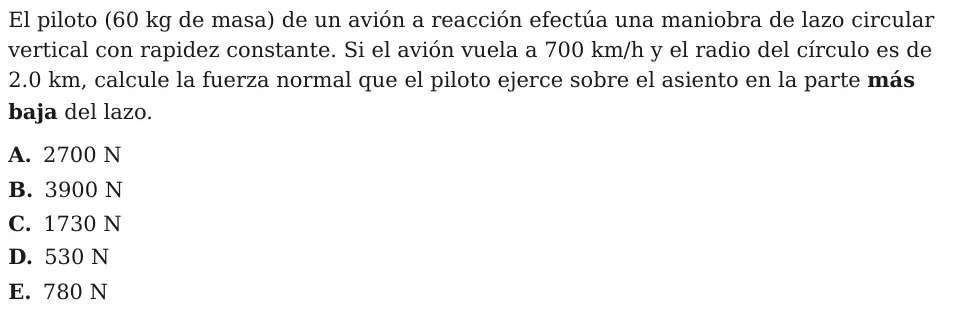 El piloto (60 kg de masa) de un avión a reacción efectúa una maniobra de lazo circular
vertical con rapidez constante. Si el avión vuela a 700 km/h y el radio del círculo es de
2.0 km, calcule la fuerza normal que el piloto ejerce sobre el asiento en la parte más
baja del lazo.
A. 2700 N
B. 3900 N
C. 1730 N
D. 530 N
E. 780 N